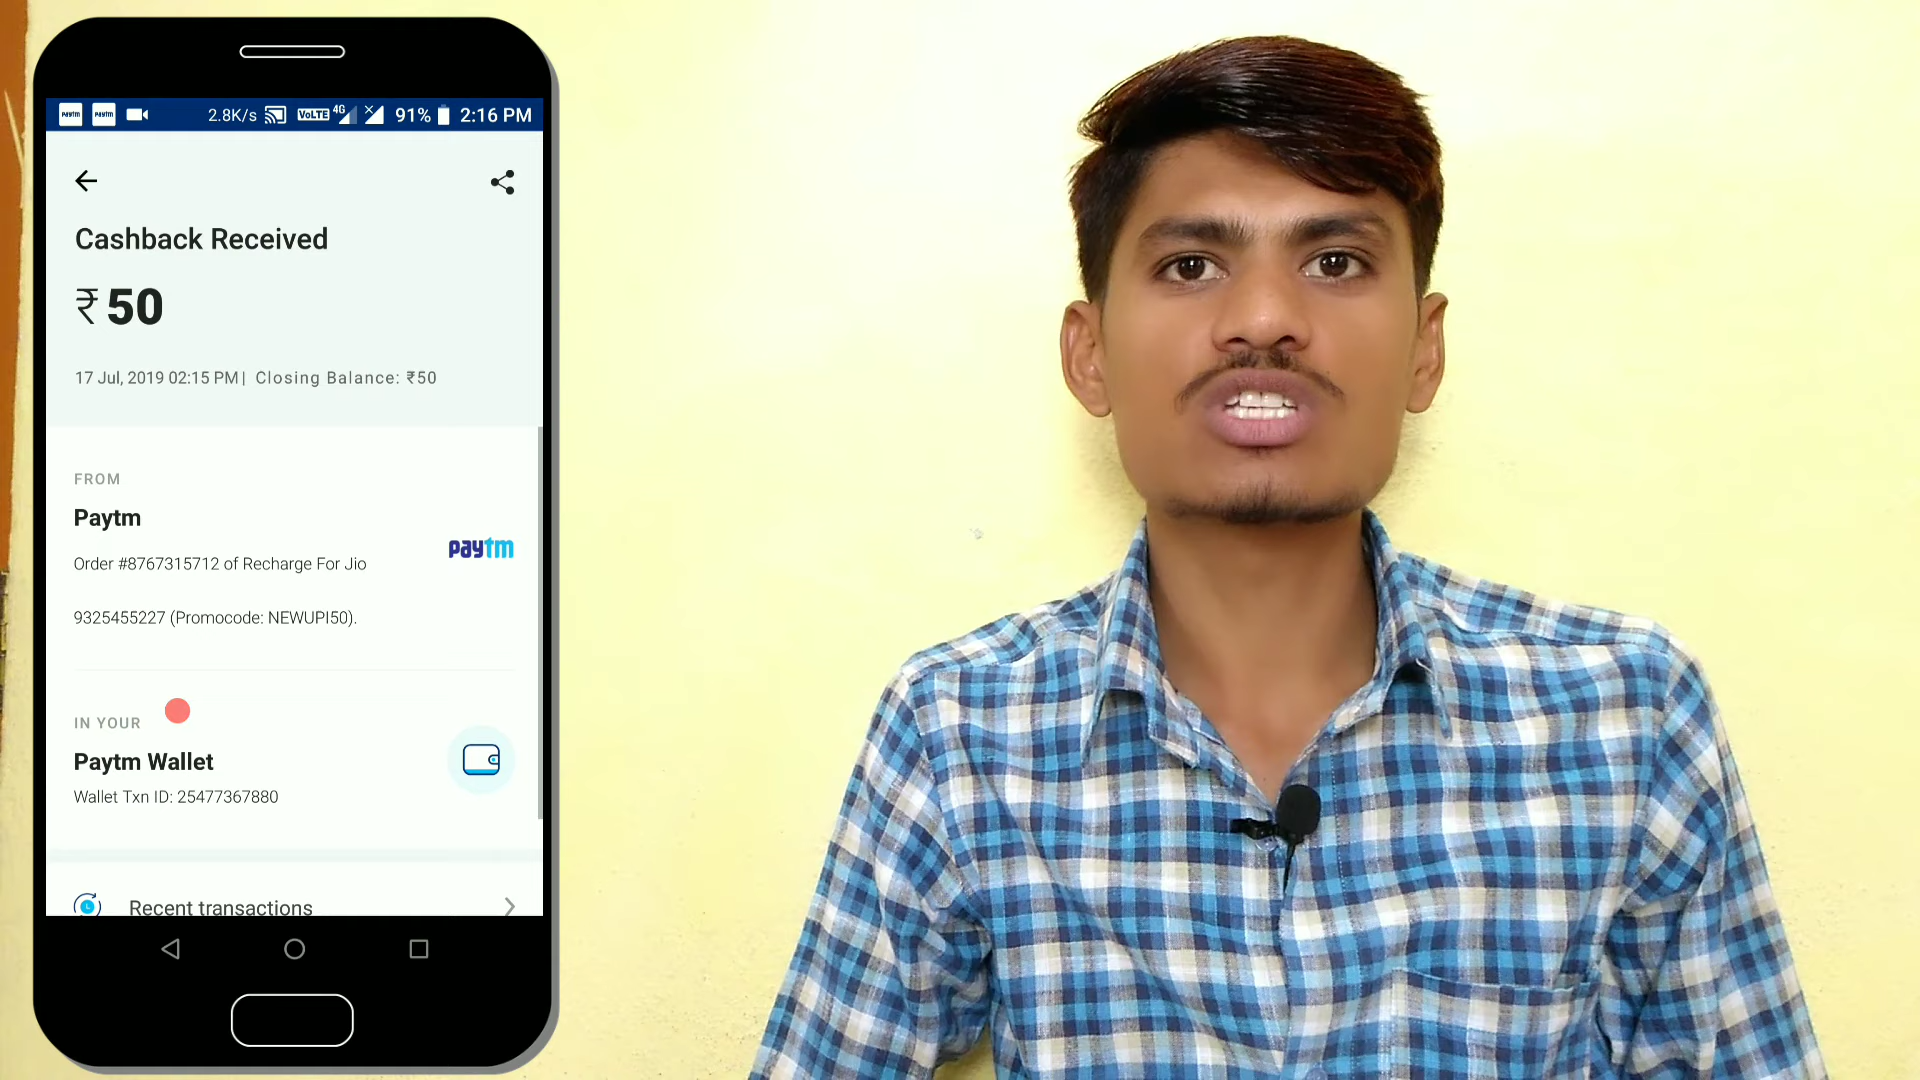 paytm paytm 2.8K/s VoLTE 4G 91% 2:16 PM
Cashback Received
₹50
17 Jul, 2019 02:15 PM | Closing Balance: ₹50
FROM
Paytm
paytm
Order #8767315712 of Recharge For Jio
9325455227 (Promocode: NEWUPI50).
IN YOUR
Paytm Wallet
Wallet Txn ID: 25477367880
Recent transactions